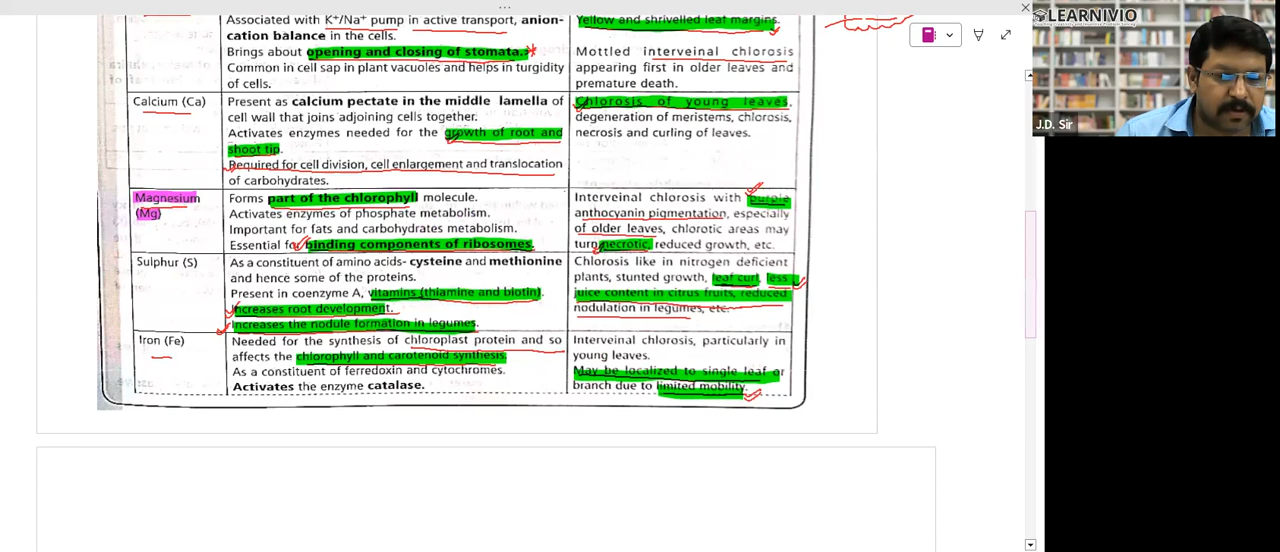 LEARNIVIO
J.D. Sir
Associated with K+/Na+ pump in active transport, anion-
cation balance in the cells.
Brings about opening and closing of stomata.
Common in cell sap in plant vacuoles and helps in turgidity
of cells.
Yellow and shrivelled leaf margins.
Mottled interveinal chlorosis
appearing first in older leaves and
premature death.
Calcium (Ca)
Present as calcium pectate in the middle lamella of
cell wall that joins adjoining cells together.
Activates enzymes needed for the growth of root and
shoot tip.
Required for cell division, cell enlargement and translocation
of carbohydrates.
Chlorosis of young leaves,
degeneration of meristems, chlorosis,
necrosis and curling of leaves.
Magnesium
(Mg)
Forms part of the chlorophyll molecule.
Activates enzymes of phosphate metabolism.
Important for fats and carbohydrates metabolism.
Essential for binding components of ribosomes.
Interveinal chlorosis with purple
anthocyanin pigmentation, especially
of older leaves, chlorotic areas may
turn necrotic, reduced growth, etc.
Sulphur (S)
As a constituent of amino acids- cysteine and methionine
and hence some of the proteins.
Present in coenzyme A, vitamins (thiamine and biotin).
Increases root development.
Increases the nodule formation in legumes.
Chlorosis like in nitrogen deficient
plants, stunted growth, leaf curl, less
juice content in citrus fruits, reduced
nodulation in legumes, etc.
Iron (Fe)
Needed for the synthesis of chloroplast protein and so
affects the chlorophyll and carotenoid synthesis.
As a constituent of ferredoxin and cytochromes.
Activates the enzyme catalase.
Interveinal chlorosis, particularly in
young leaves.
May be localized to single leaf or
branch due to limited mobility.